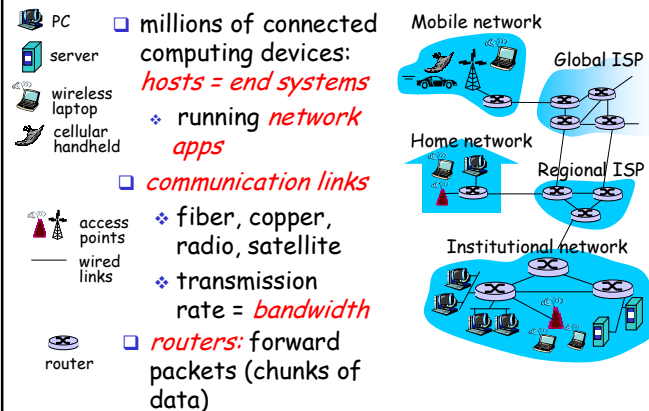 PC
server
wireless
laptop
cellular
handheld
access
points
wired
links
router
millions of connected
computing devices:
hosts = end systems
running network
apps
communication links
fiber, copper,
radio, satellite
transmission
rate = bandwidth
routers: forward
packets (chunks of
data)
Mobile network
Global ISP
Home network
Regional ISP
Institutional network